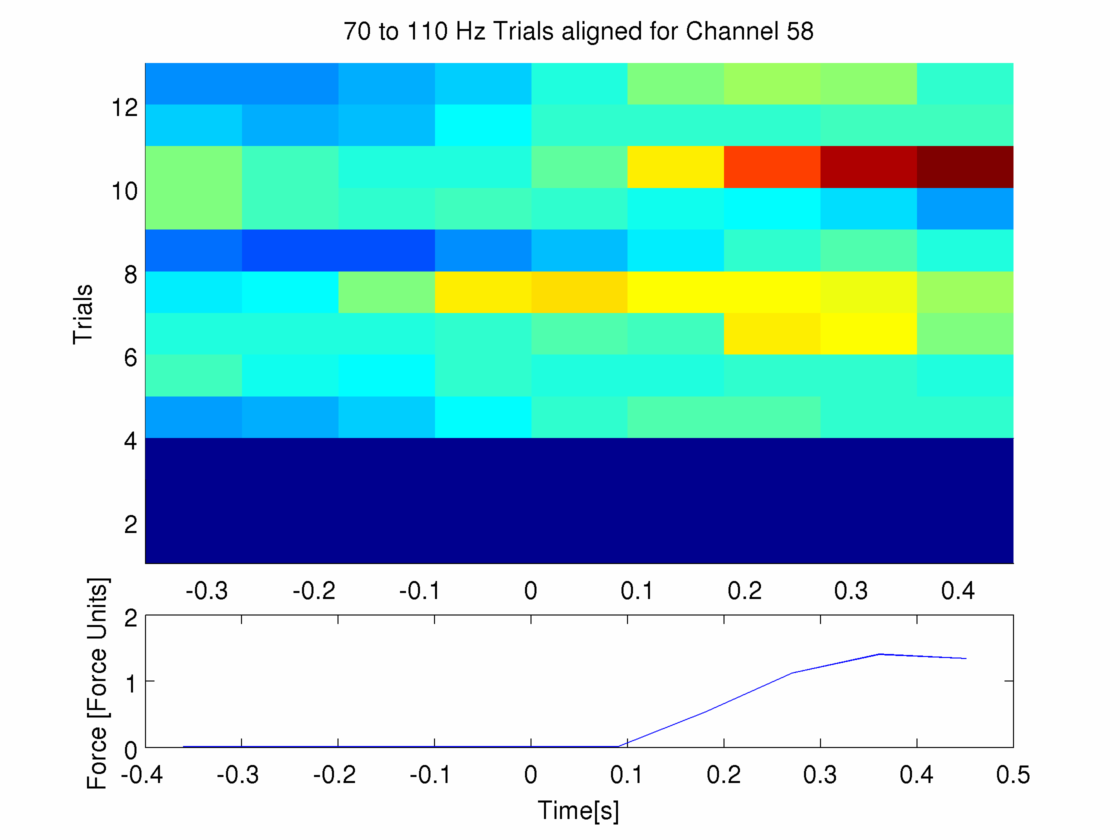 70 to 110 Hz Trials aligned for Channel 58
12
10
8
6
4
2
Trials
-0.3 -0.2 -0.1 0 0.1 0.2 0.3 0.4
2
1
0
Force [Force Units]
-0.4 -0.3 -0.2 -0.1 0 0.1 0.2 0.3 0.4 0.5
Time[s]